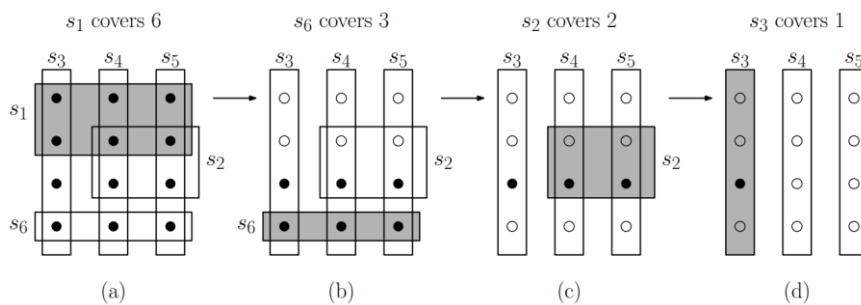 s₁ covers 6 s₆ covers 3 s₂ covers 2 s₃ covers 1
s₃ s₄ s₅ s₃ s₄ s₅ s₃ s₄ s₅ s₃ s₄ s₅
s₁
s₂ s₂ s₂
s₆ s₆
(a) (b) (c) (d)